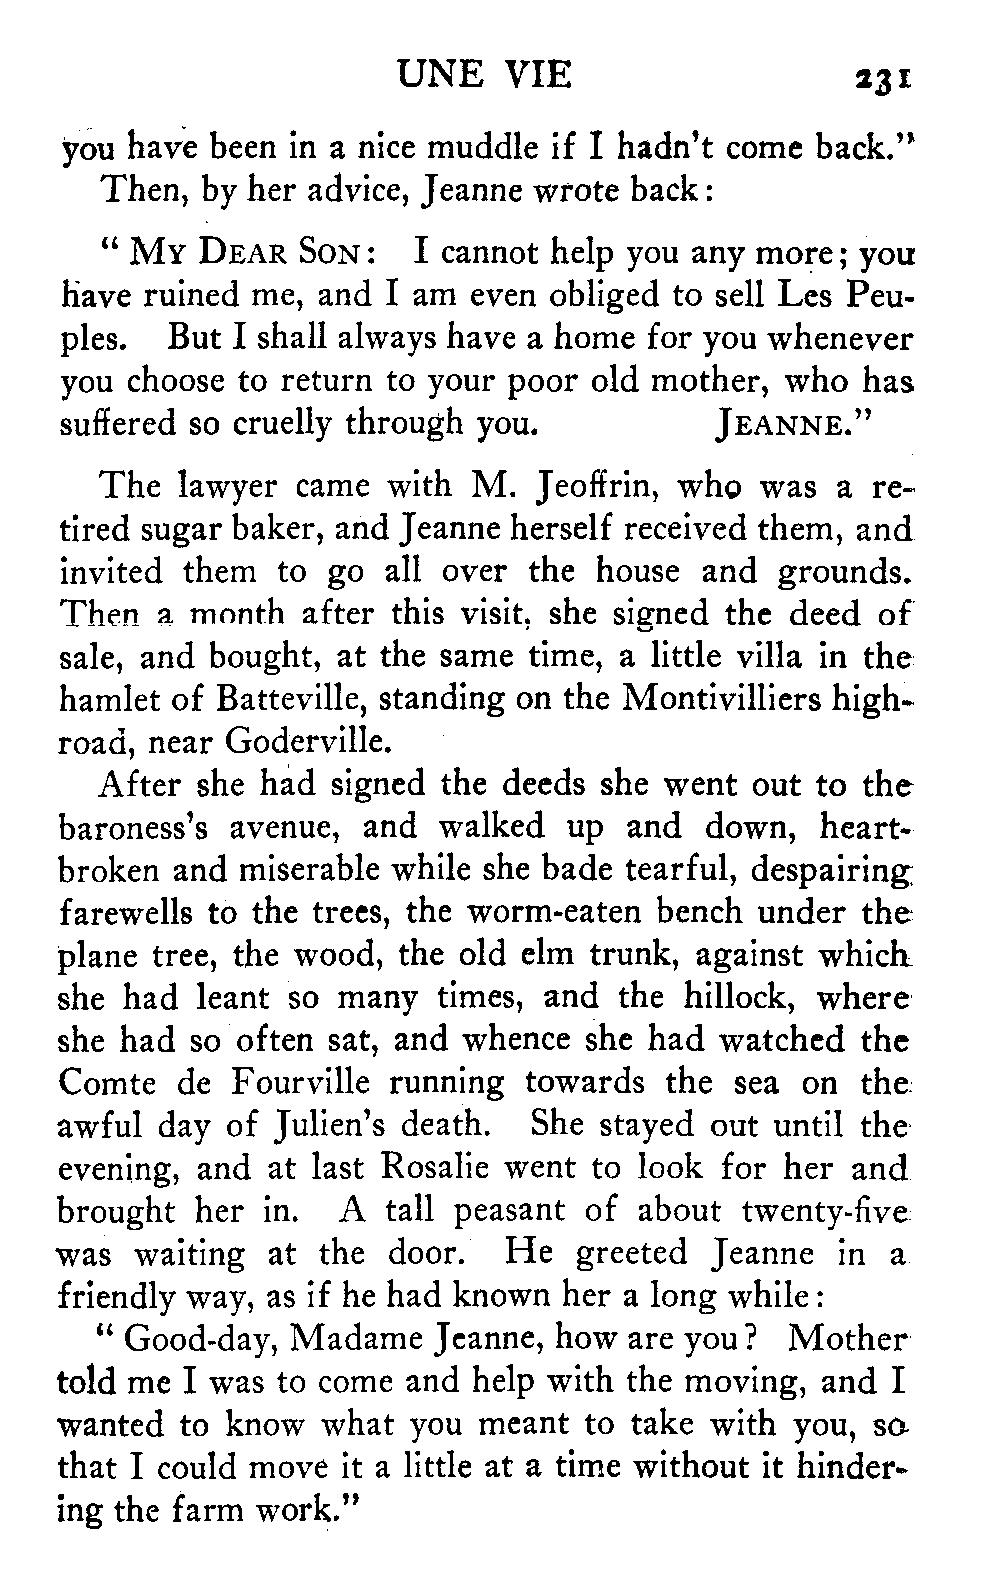 UNE VIE 231
you have been in a nice muddle if I hadn't come back."
Then, by her advice, Jeanne wrote back:
" MY DEAR SON: I cannot help you any more; you
have ruined me, and I am even obliged to sell Les Peu-
ples. But I shall always have a home for you whenever
you choose to return to your poor old mother, who has
suffered so cruelly through you. JEANNE."
The lawyer came with M. Jeoffrin, who was a re-
tired sugar baker, and Jeanne herself received them, and
invited them to go all over the house and grounds.
Then a month after this visit, she signed the deed of
sale, and bought, at the same time, a little villa in the
hamlet of Batteville, standing on the Montivilliers high-
road, near Goderville.
After she had signed the deeds she went out to the
baroness's avenue, and walked up and down, heart-
broken and miserable while she bade tearful, despairing
farewells to the trees, the worm-eaten bench under the
plane tree, the wood, the old elm trunk, against which
she had leant so many times, and the hillock, where
she had so often sat, and whence she had watched the
Comte de Fourville running towards the sea on the
awful day of Julien's death. She stayed out until the
evening, and at last Rosalie went to look for her and
brought her in. A tall peasant of about twenty-five
was waiting at the door. He greeted Jeanne in a
friendly way, as if he had known her a long while:
" Good-day, Madame Jeanne, how are you? Mother
told me I was to come and help with the moving, and I
wanted to know what you meant to take with you, so
that I could move it a little at a time without it hinder-
ing the farm work."